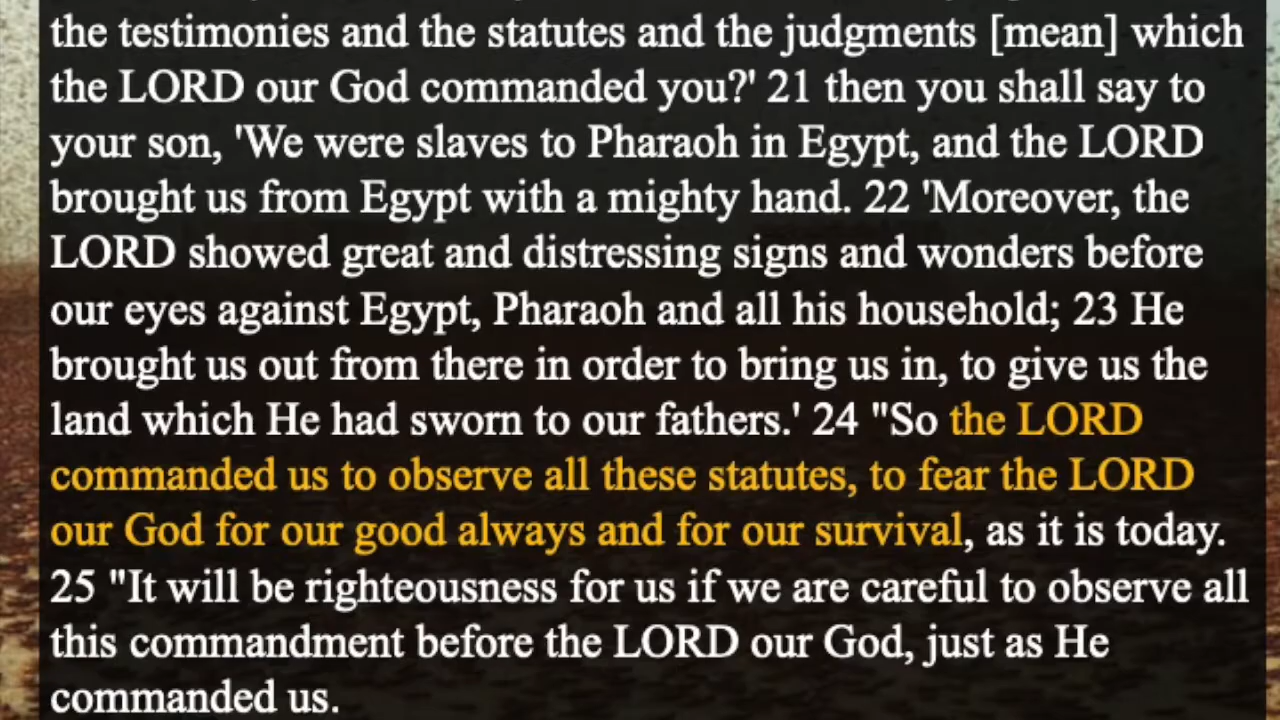 the testimonies and the statutes and the judgments [mean] which
the LORD our God commanded you?' 21 then you shall say to
your son, 'We were slaves to Pharaoh in Egypt, and the LORD
brought us from Egypt with a mighty hand. 22 'Moreover, the
LORD showed great and distressing signs and wonders before
our eyes against Egypt, Pharaoh and all his household; 23 He
brought us out from there in order to bring us in, to give us the
land which He had sworn to our fathers.' 24 "So the LORD
commanded us to observe all these statutes, to fear the LORD
our God for our good always and for our survival, as it is today.
25 "It will be righteousness for us if we are careful to observe all
this commandment before the LORD our God, just as He
commanded us.